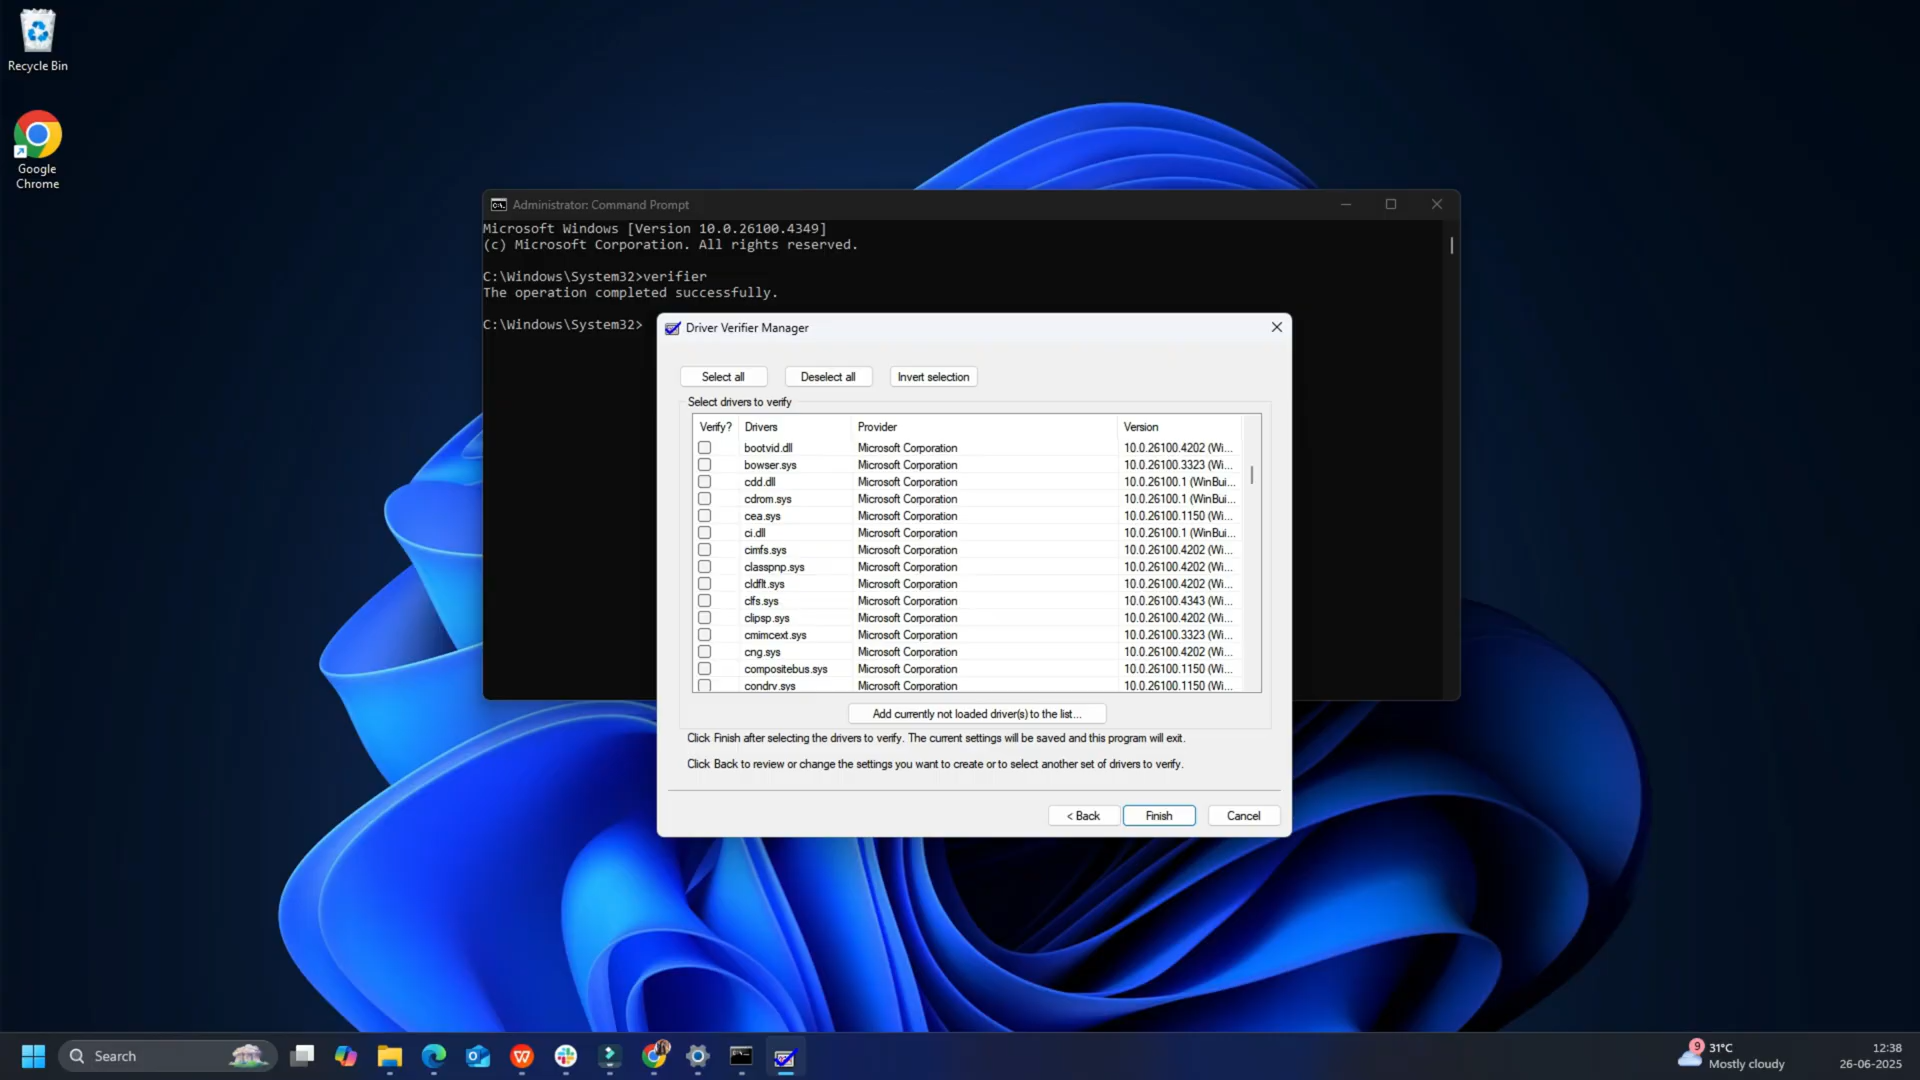 Recycle Bin
Google
Chrome
Administrator: Command Prompt
Microsoft Windows [Version 10.0.26100.4349]
(c) Microsoft Corporation. All rights reserved.
C:\Windows\System32>verifier
The operation completed successfully.
C:\Windows\System32>
Driver Verifier Manager
Select all Deselect all Invert selection
Select drivers to verify
Verify? Drivers Provider Version
bootvid.dll Microsoft Corporation 10.0.26100.4202 (Wi...
bowser.sys Microsoft Corporation 10.0.26100.3323 (Wi...
cdd.dll Microsoft Corporation 10.0.26100.1 (WinBui...
cdrom.sys Microsoft Corporation 10.0.26100.1 (WinBui...
cea.sys Microsoft Corporation 10.0.26100.1150 (Wi...
ci.dll Microsoft Corporation 10.0.26100.1 (WinBui...
cimfs.sys Microsoft Corporation 10.0.26100.4202 (Wi...
classpnp.sys Microsoft Corporation 10.0.26100.4202 (Wi...
cldflt.sys Microsoft Corporation 10.0.26100.4202 (Wi...
clfs.sys Microsoft Corporation 10.0.26100.4343 (Wi...
clipsp.sys Microsoft Corporation 10.0.26100.4202 (Wi...
cmimcext.sys Microsoft Corporation 10.0.26100.3323 (Wi...
cng.sys Microsoft Corporation 10.0.26100.4202 (Wi...
compositebus.sys Microsoft Corporation 10.0.26100.1150 (Wi...
condrv.sys Microsoft Corporation 10.0.26100.1150 (Wi...
Add currently not loaded driver(s) to the list...
Click Finish after selecting the drivers to verify. The current settings will be saved and this program will exit.
Click Back to review or change the settings you want to create or to select another set of drivers to verify.
< Back Finish Cancel
Search
9 31°C
Mostly cloudy
12:38
26-06-2025